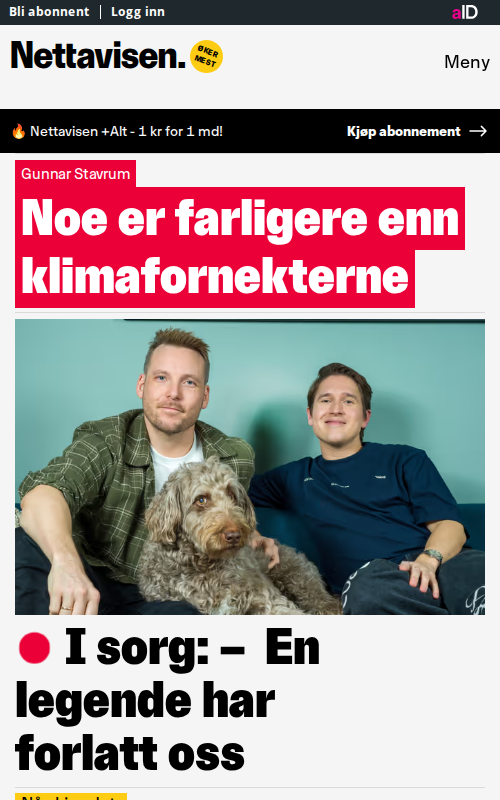 Bli abonnent | Logg inn
aID
Nettavisen.
ØKER
MEST
Meny
🔥 Nettavisen +Alt - 1 kr for 1 md!
Kjøp abonnement →
Gunnar Stavrum
Noe er farligere enn
klimafornekterne
I sorg: – En
legende har
forlatt oss